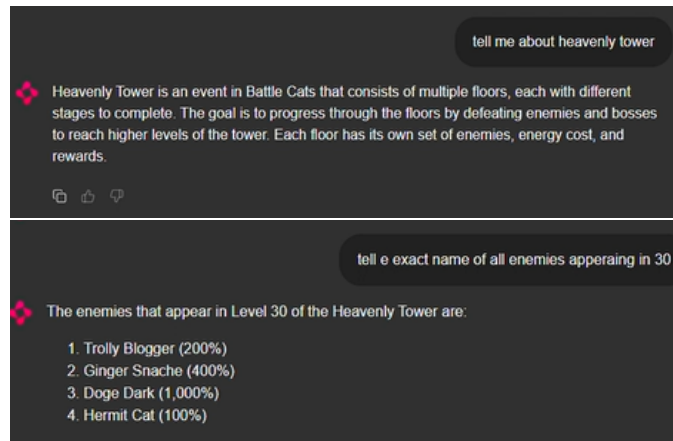 tell me about heavenly tower
Heavenly Tower is an event in Battle Cats that consists of multiple floors, each with different
stages to complete. The goal is to progress through the floors by defeating enemies and bosses
to reach higher levels of the tower. Each floor has its own set of enemies, energy cost, and
rewards.
tell e exact name of all enemies apperaing in 30
The enemies that appear in Level 30 of the Heavenly Tower are:
1. Trolly Blogger (200%)
2. Ginger Snache (400%)
3. Doge Dark (1,000%)
4. Hermit Cat (100%)